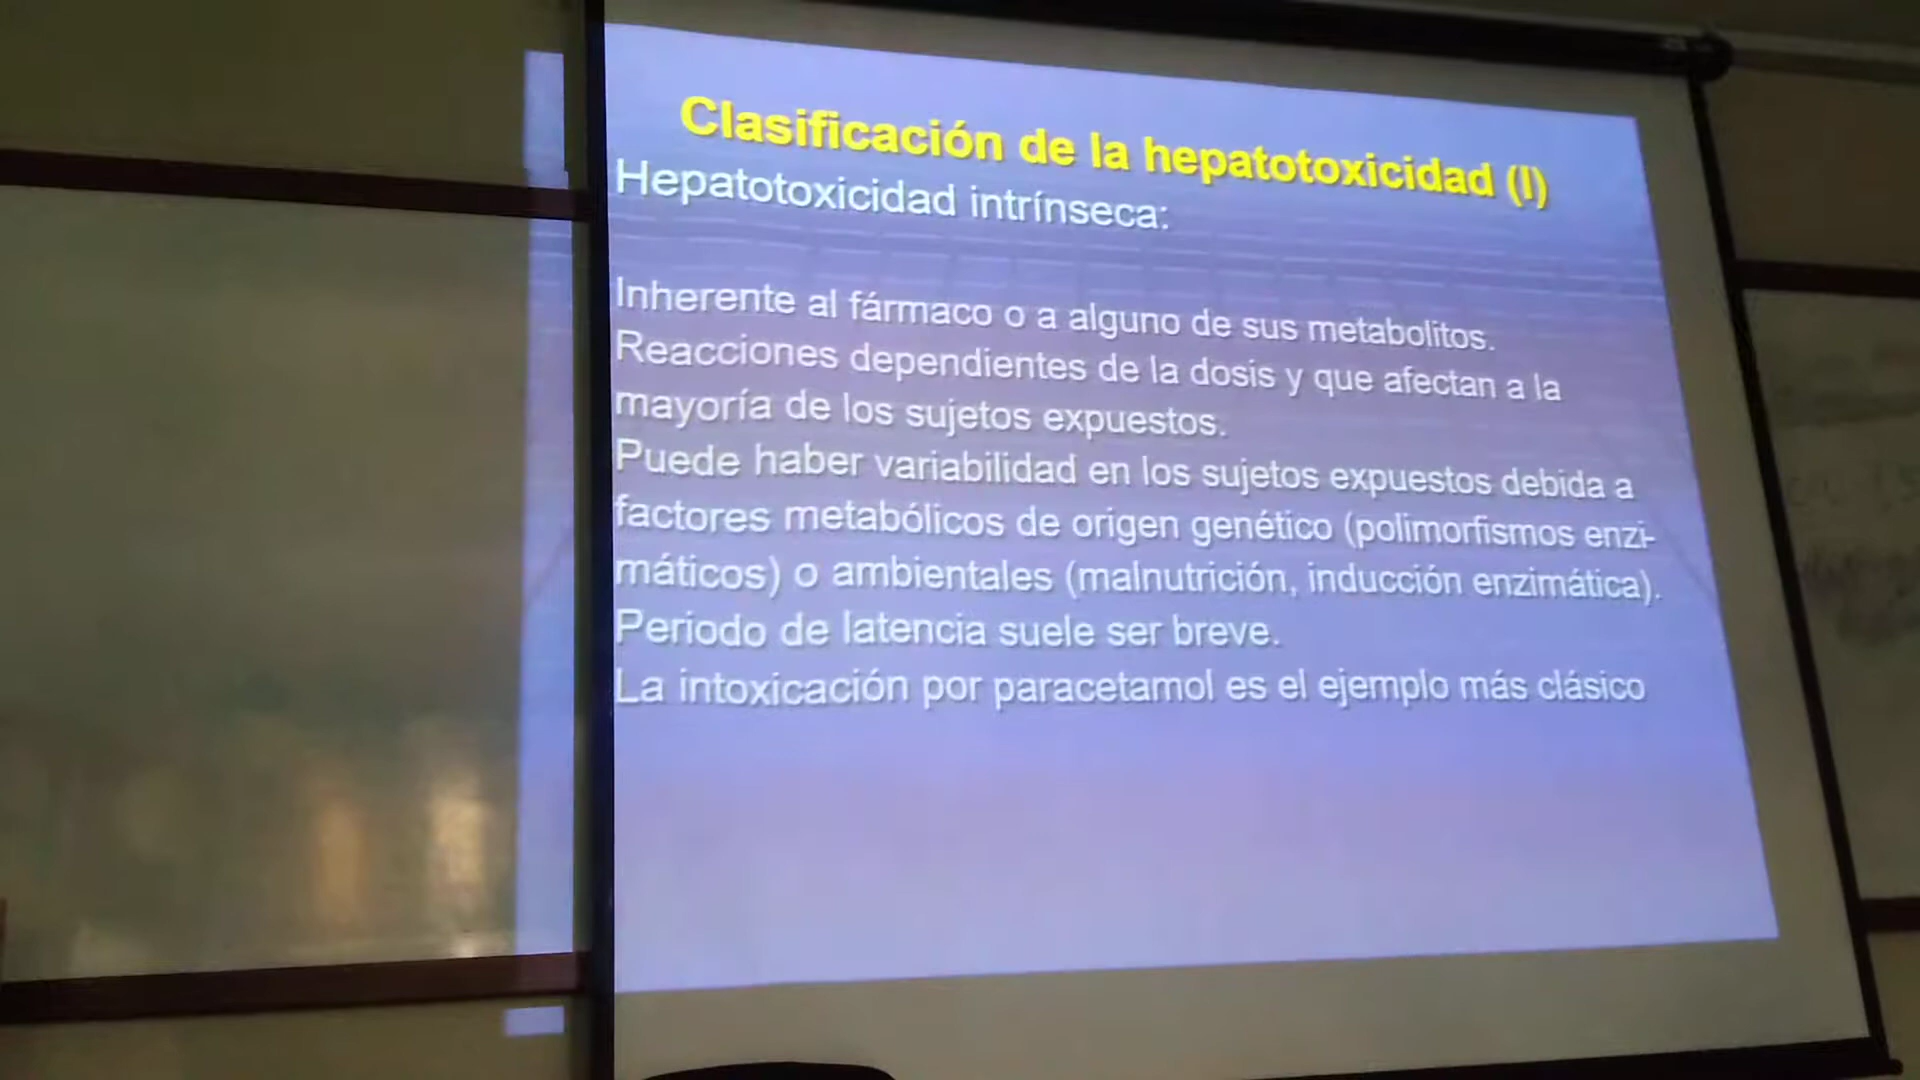 Clasificación de la hepatotoxicidad (I)
Hepatotoxicidad intrínseca:
Inherente al fármaco o a alguno de sus metabolitos.
Reacciones dependientes de la dosis y que afectan a la
mayoría de los sujetos expuestos.
Puede haber variabilidad en los sujetos expuestos debida a
factores metabólicos de origen genético (polimorfismos enzi-
máticos) o ambientales (malnutrición, inducción enzimática).
Periodo de latencia suele ser breve.
La intoxicación por paracetamol es el ejemplo más clásico